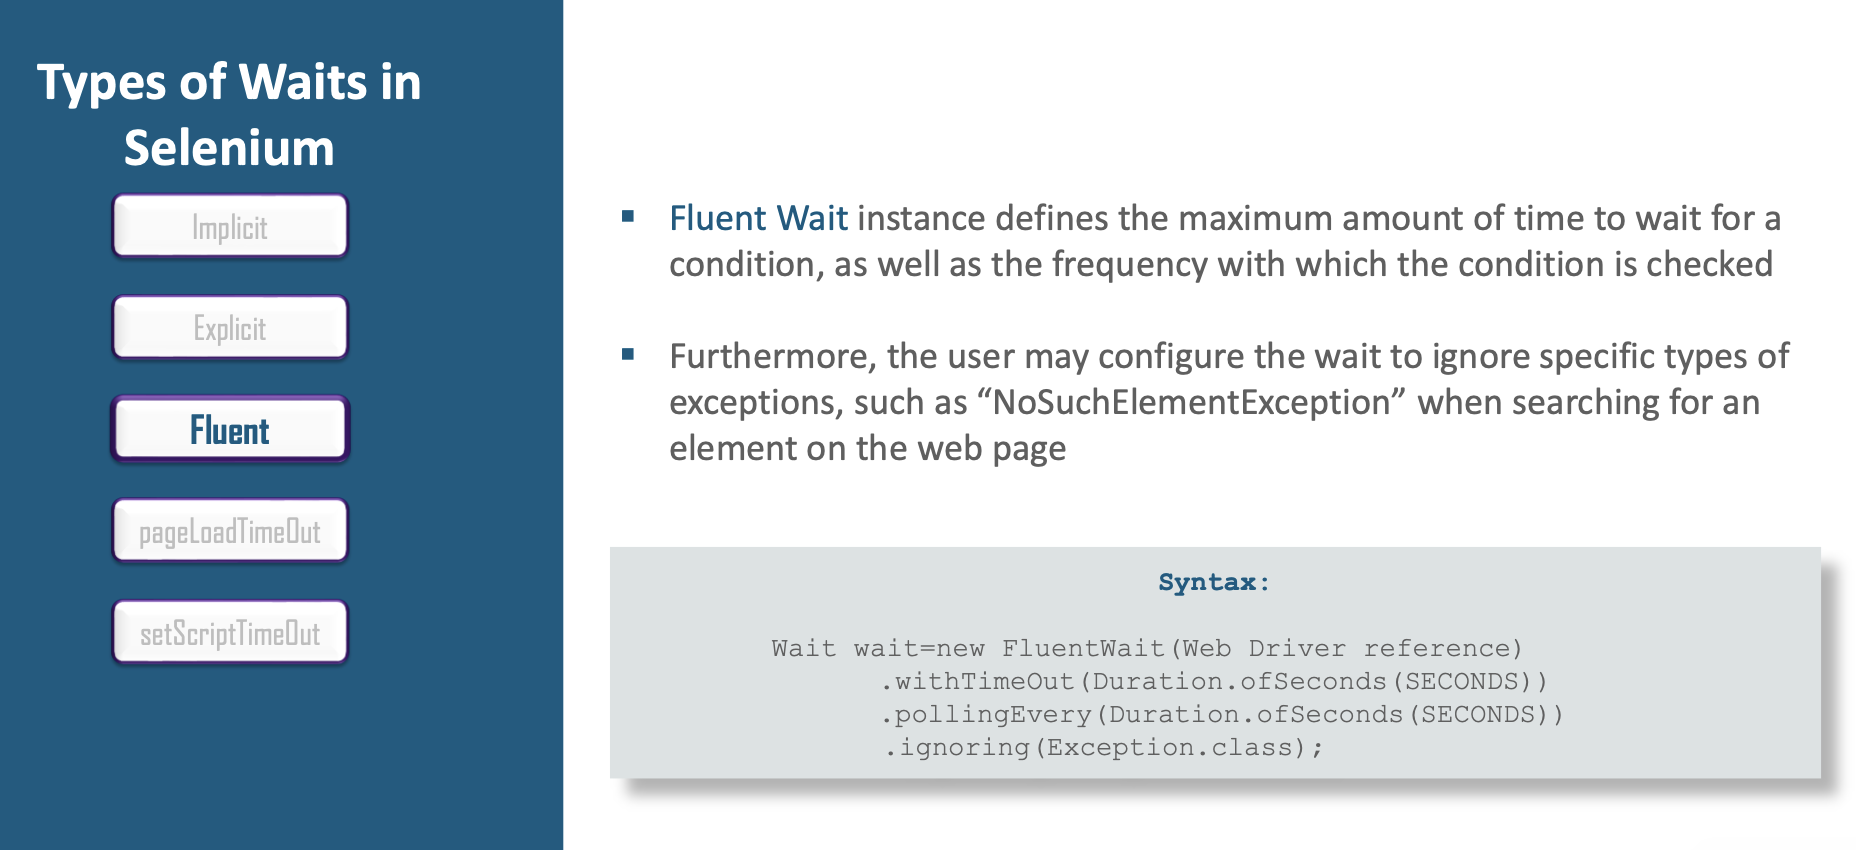 Types of Waits in
Selenium
Implicit
Explicit
Fluent
pageLoadTimeOut
setScriptTimeOut
▪ Fluent Wait instance defines the maximum amount of time to wait for a
condition, as well as the frequency with which the condition is checked
▪ Furthermore, the user may configure the wait to ignore specific types of
exceptions, such as “NoSuchElementException” when searching for an
element on the web page
Syntax:
Wait wait=new FluentWait(Web Driver reference)
.withTimeOut(Duration.ofSeconds(SECONDS))
.pollingEvery(Duration.ofSeconds(SECONDS))
.ignoring(Exception.class);